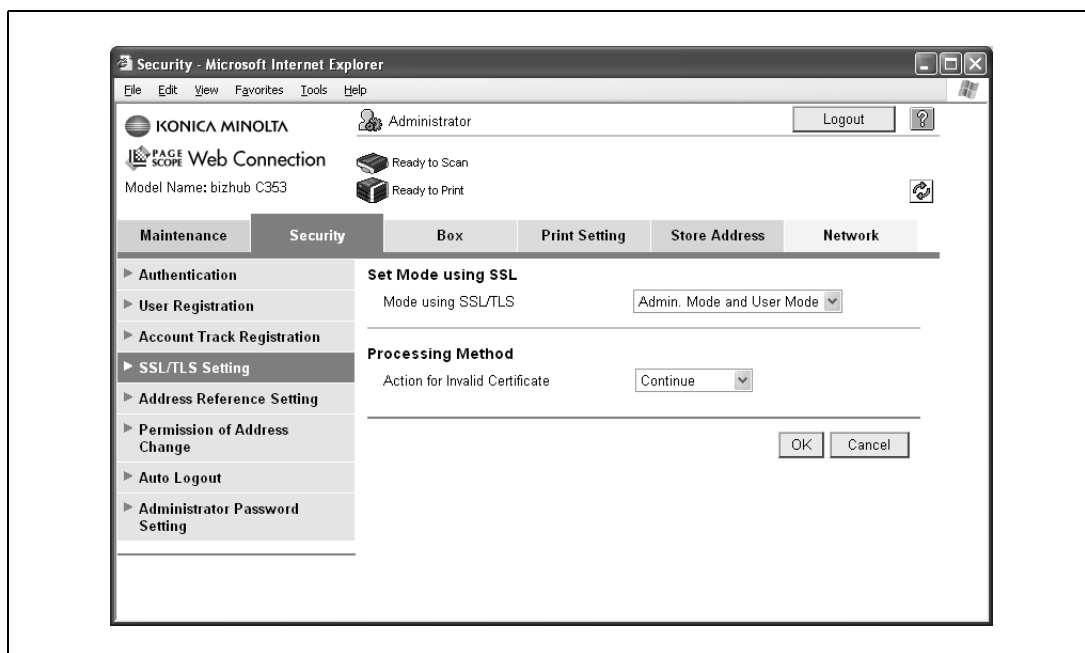 Security - Microsoft Internet Explorer
File Edit View Favorites Tools Help
KONICA MINOLTA
Administrator
Logout
?
PAGE SCOPE Web Connection
Ready to Scan
Model Name: bizhub C353
Ready to Print
Maintenance Security Box Print Setting Store Address Network
Authentication
User Registration
Account Track Registration
SSL/TLS Setting
Address Reference Setting
Permission of Address
Change
Auto Logout
Administrator Password
Setting
Set Mode using SSL
Mode using SSL/TLS Admin. Mode and User Mode
Processing Method
Action for Invalid Certificate Continue
OK Cancel